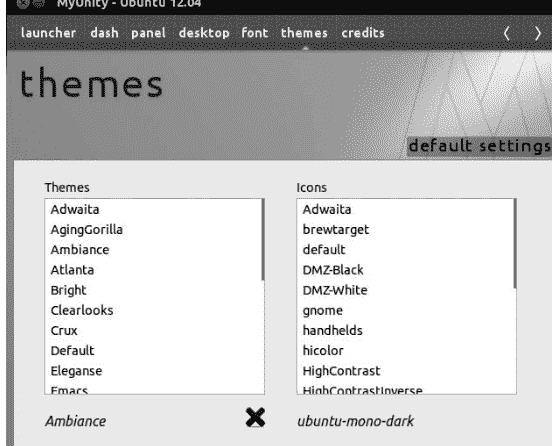 MyUnity - Ubuntu 12.04
launcher dash panel desktop font themes credits
themes
default settings
Themes
Adwaita
AgingGorilla
Ambiance
Atlanta
Bright
Clearlooks
Crux
Default
Eleganse
Emacs
Ambiance
Icons
Adwaita
brewtarget
default
DMZ-Black
DMZ-White
gnome
handhelds
hicolor
HighContrast
HighContrastInverse
ubuntu-mono-dark